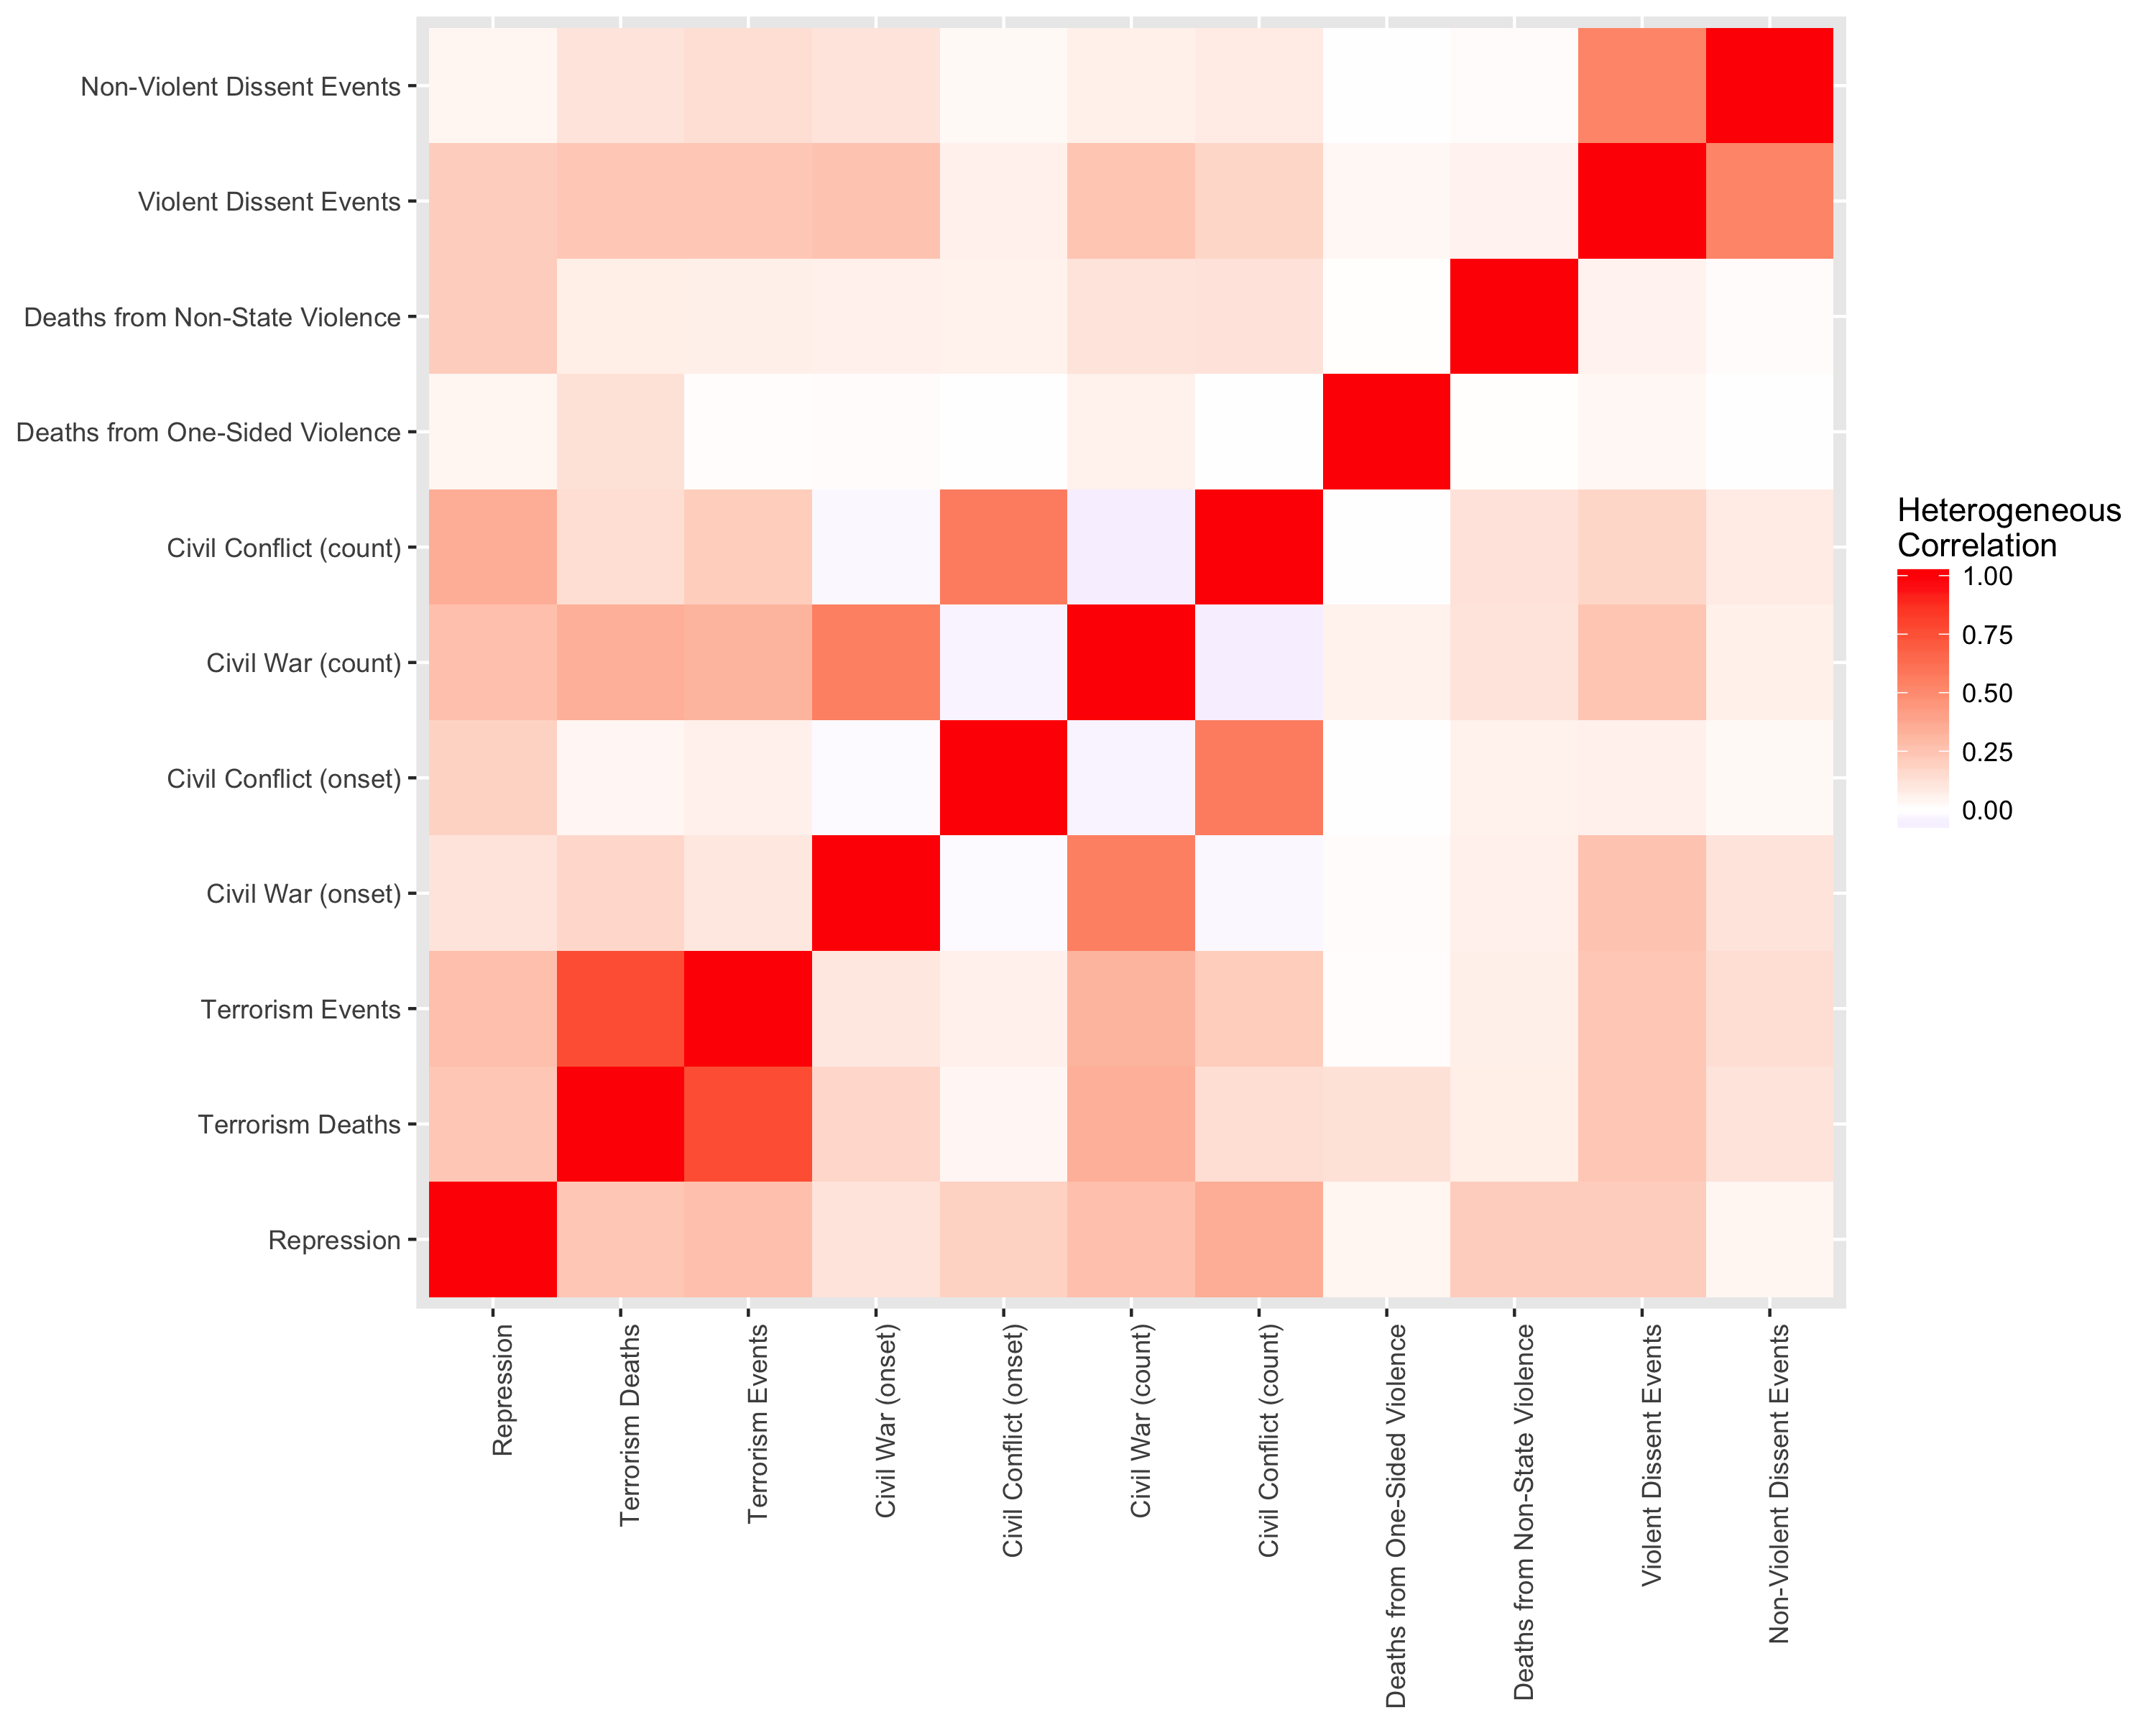 Non-Violent Dissent Events
Violent Dissent Events
Deaths from Non-State Violence
Deaths from One-Sided Violence
Civil Conflict (count)
Civil War (count)
Civil Conflict (onset)
Civil War (onset)
Terrorism Events
Terrorism Deaths
Repression
Repression
Terrorism Deaths
Terrorism Events
Civil War (onset)
Civil Conflict (onset)
Civil War (count)
Civil Conflict (count)
Deaths from One-Sided Violence
Deaths from Non-State Violence
Violent Dissent Events
Non-Violent Dissent Events
Heterogeneous
Correlation
1.00
0.75
0.50
0.25
0.00